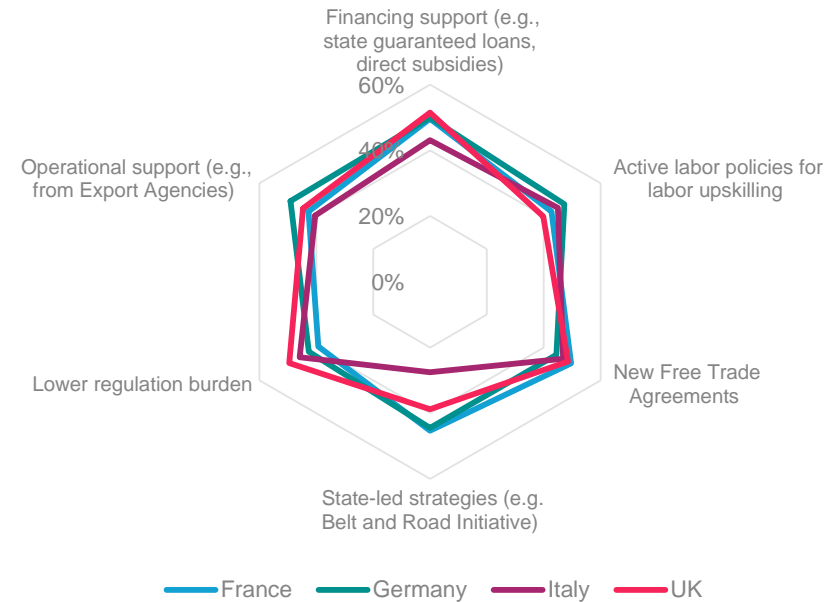 Financing support (e.g.,
state guaranteed loans,
direct subsidies)
60%
40%
20%
0%
Active labor policies for
labor upskilling
New Free Trade
Agreements
State-led strategies (e.g.
Belt and Road Initiative)
Lower regulation burden
Operational support (e.g.,
from Export Agencies)
France Germany Italy UK